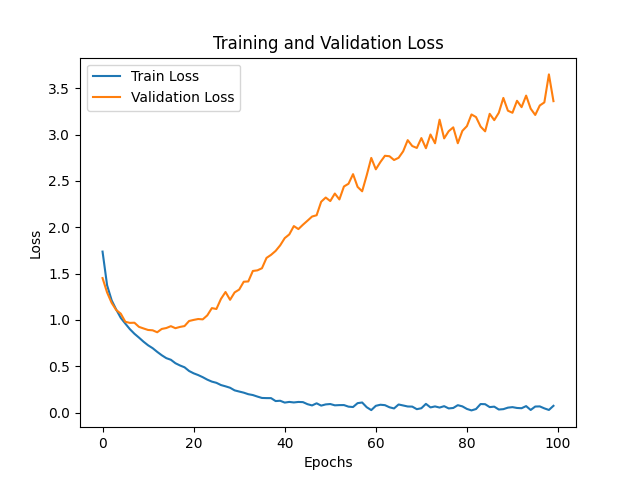 Training and Validation Loss
Train Loss
Validation Loss
3.5
3.0
2.5
2.0
1.5
1.0
0.5
0.0
Loss
0 20 40 60 80 100
Epochs